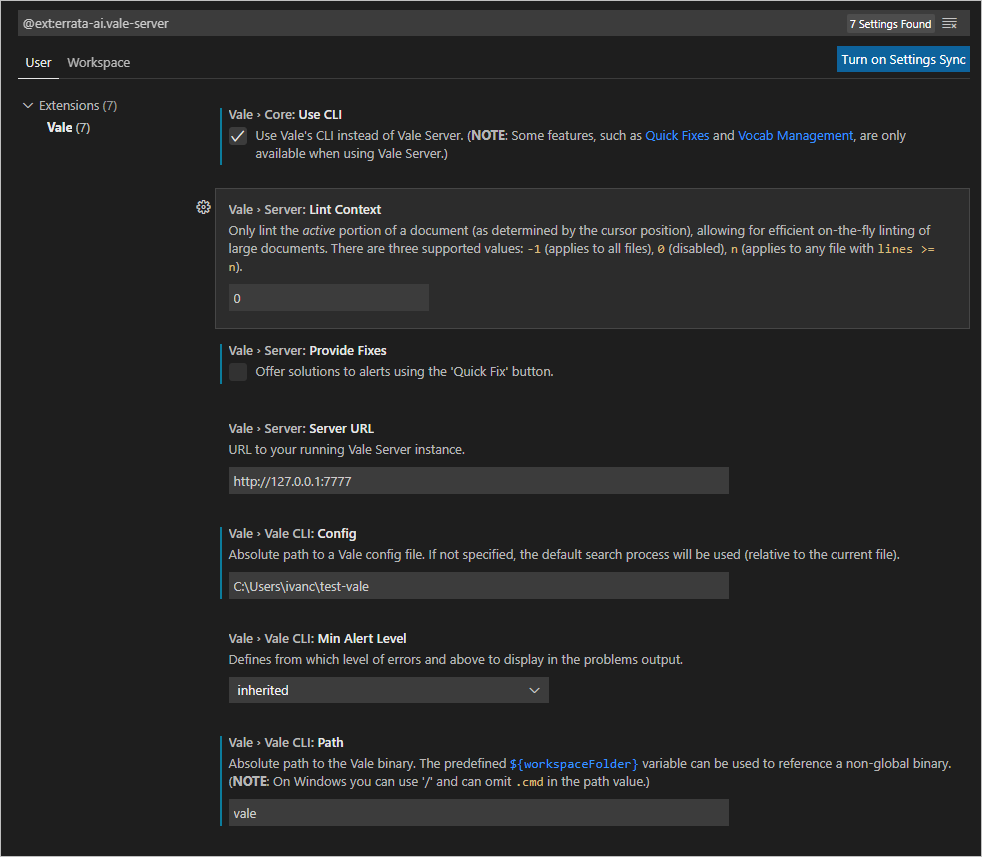 @ext:errata-ai.vale-server
7 Settings Found
User
Workspace
Turn on Settings Sync
Extensions (7)
Vale (7)
Vale › Core: Use CLI
Use Vale's CLI instead of Vale Server. (NOTE: Some features, such as Quick Fixes and Vocab Management, are only
available when using Vale Server.)
Vale › Server: Lint Context
Only lint the active portion of a document (as determined by the cursor position), allowing for efficient on-the-fly linting of
large documents. There are three supported values: -1 (applies to all files), 0 (disabled), n (applies to any file with lines >=
n).
0
Vale › Server: Provide Fixes
Offer solutions to alerts using the 'Quick Fix' button.
Vale › Server: Server URL
URL to your running Vale Server instance.
http://127.0.0.1:7777
Vale › Vale CLI: Config
Absolute path to a Vale config file. If not specified, the default search process will be used (relative to the current file).
C:\Users\ivanc\test-vale
Vale › Vale CLI: Min Alert Level
Defines from which level of errors and above to display in the problems output.
inherited
Vale › Vale CLI: Path
Absolute path to the Vale binary. The predefined ${workspaceFolder} variable can be used to reference a non-global binary.
(NOTE: On Windows you can use '/' and can omit .cmd in the path value.)
vale